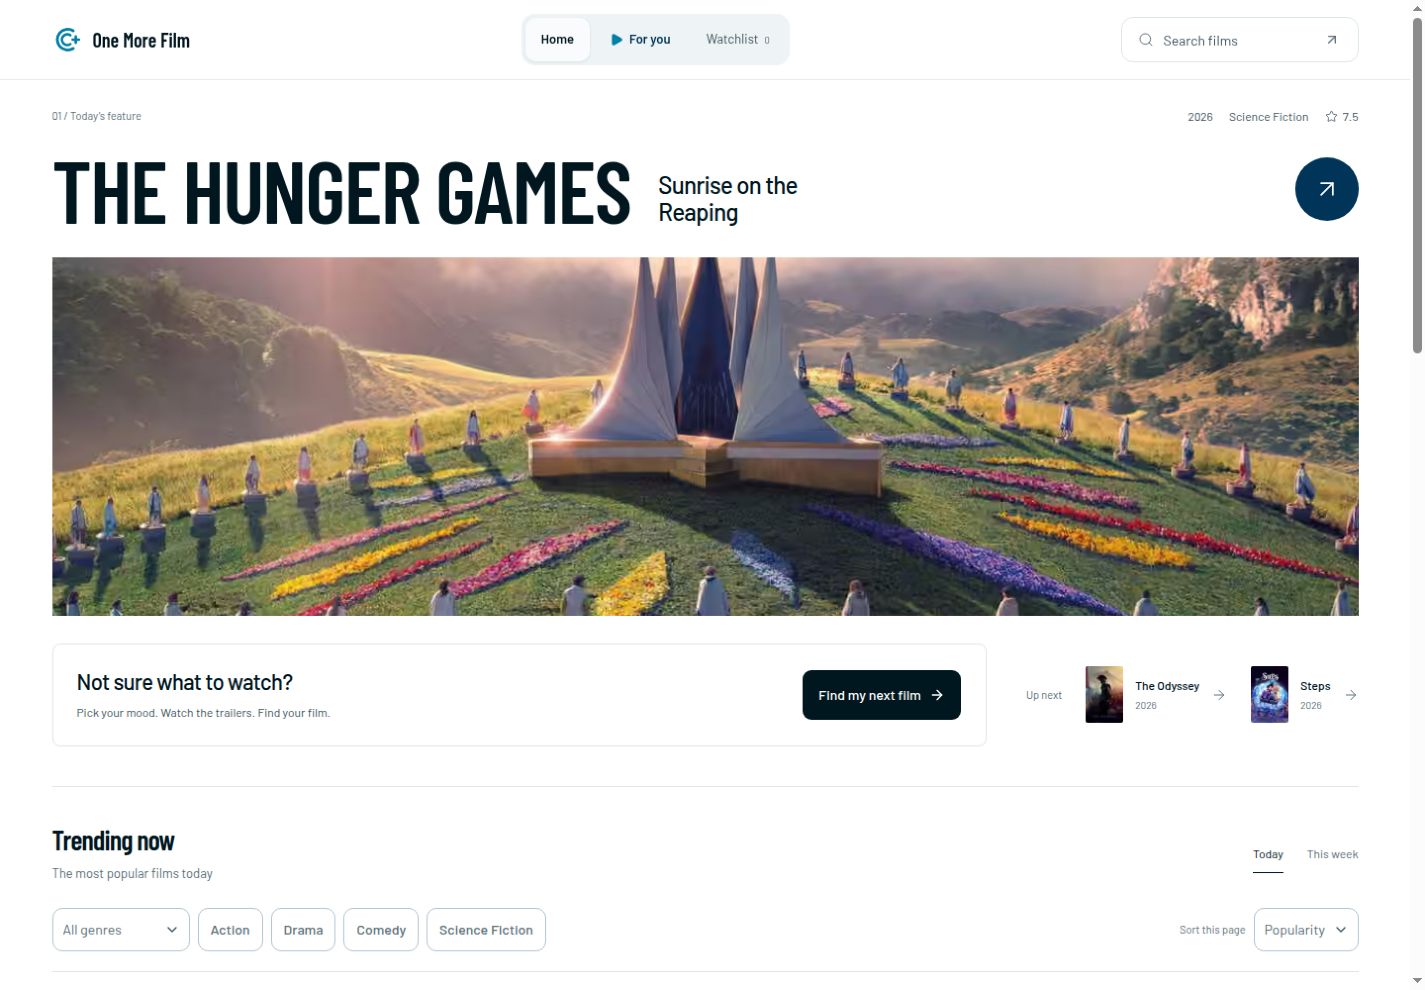 One More Film
Home
For you
Watchlist 0
Search films
01 / Today's feature
2026 Science Fiction 7.5
THE HUNGER GAMES
Sunrise on the
Reaping
Not sure what to watch?
Pick your mood. Watch the trailers. Find your film.
Find my next film
Up next
The Odyssey
2026
Steps
2026
Trending now
The most popular films today
Today
This week
All genres
Action
Drama
Comedy
Science Fiction
Sort this page
Popularity